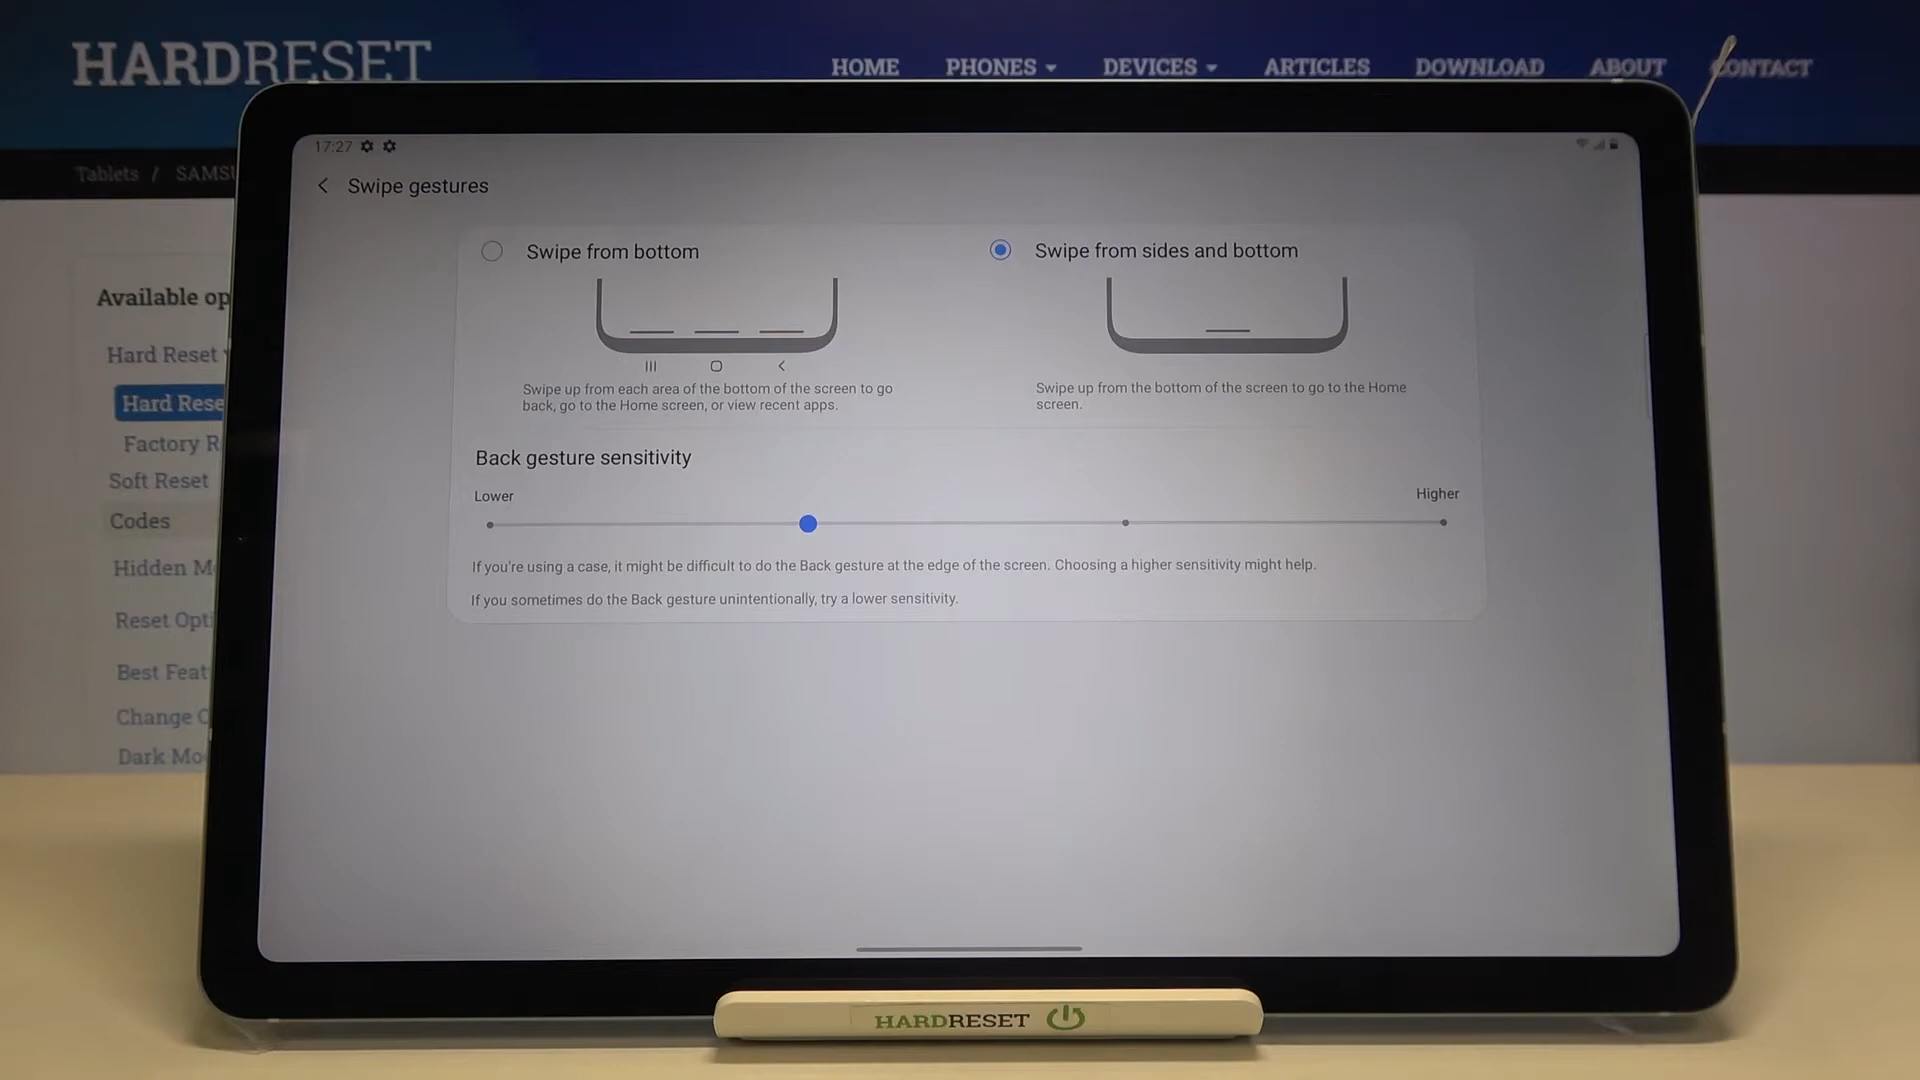 HARDRESET
HOME PHONES DEVICES ARTICLES DOWNLOAD ABOUT CONTACT
Tablets /
17:27
Swipe gestures
Available
Hard Reset
Hard
Factory
Soft Reset
Codes
Hidden
Reset
Best
Change
Dark
Swipe from bottom
Swipe up from each area of the bottom of the screen to go
back, go to the Home screen, or view recent apps.
Swipe from sides and bottom
Swipe up from the bottom of the screen to go to the Home
screen.
Back gesture sensitivity
Lower Higher
If you're using a case, it might be difficult to do the Back gesture at the edge of the screen. Choosing a higher sensitivity might help.
If you sometimes do the Back gesture unintentionally, try a lower sensitivity.
HARDRESET